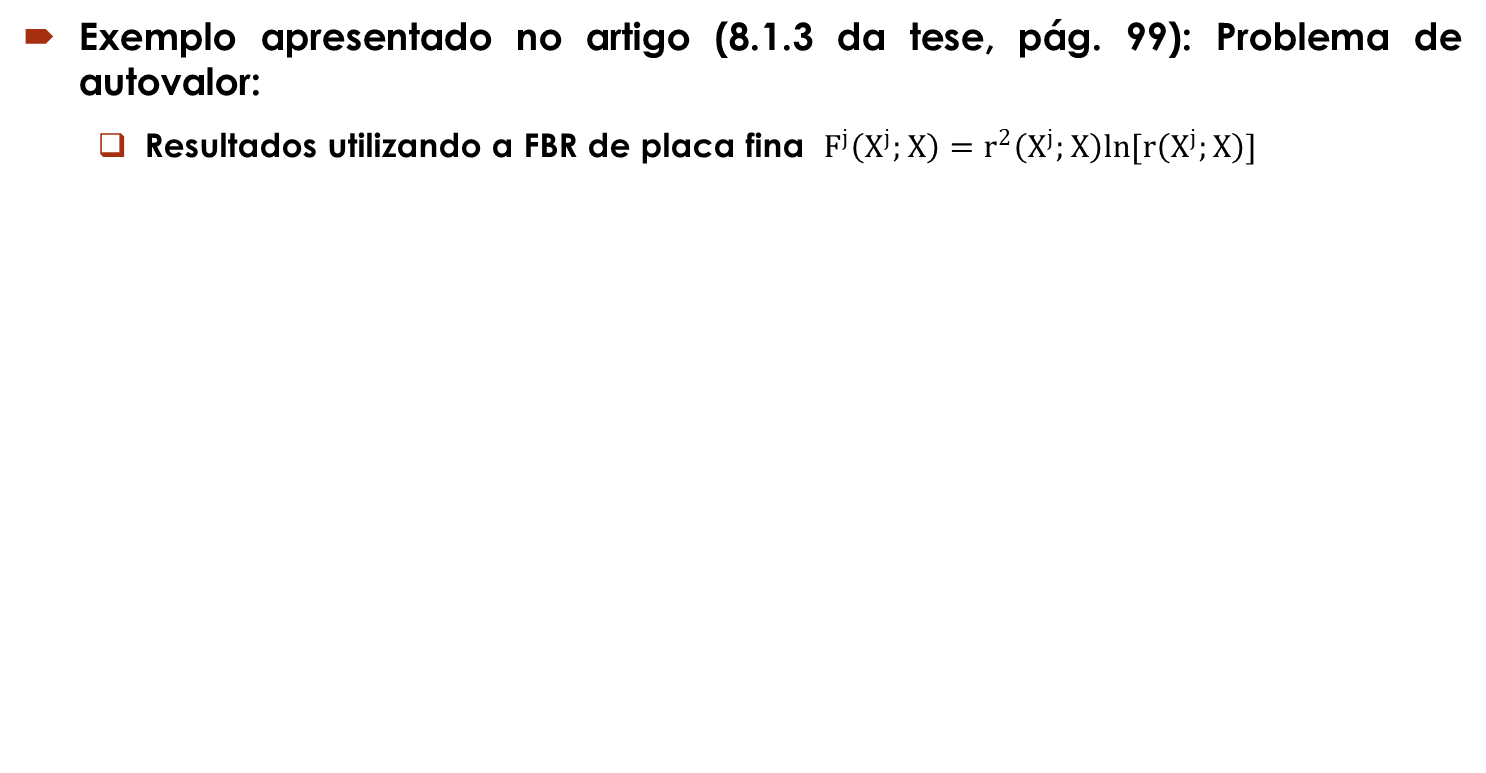 Exemplo apresentado no artigo (8.1.3 da tese, pág. 99): Problema de
autovalor:
Resultados utilizando a FBR de placa fina F^j(X^j; X) = r^2(X^j; X)ln[r(X^j; X)]